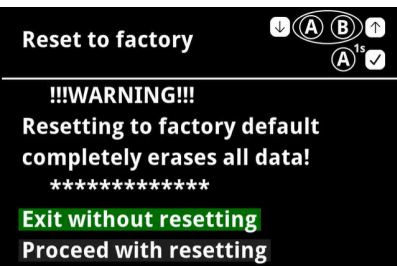 Reset to factory
↓ A B ↑
A 1s ✓
!!!WARNING!!!
Resetting to factory default
completely erases all data!
*************
Exit without resetting
Proceed with resetting